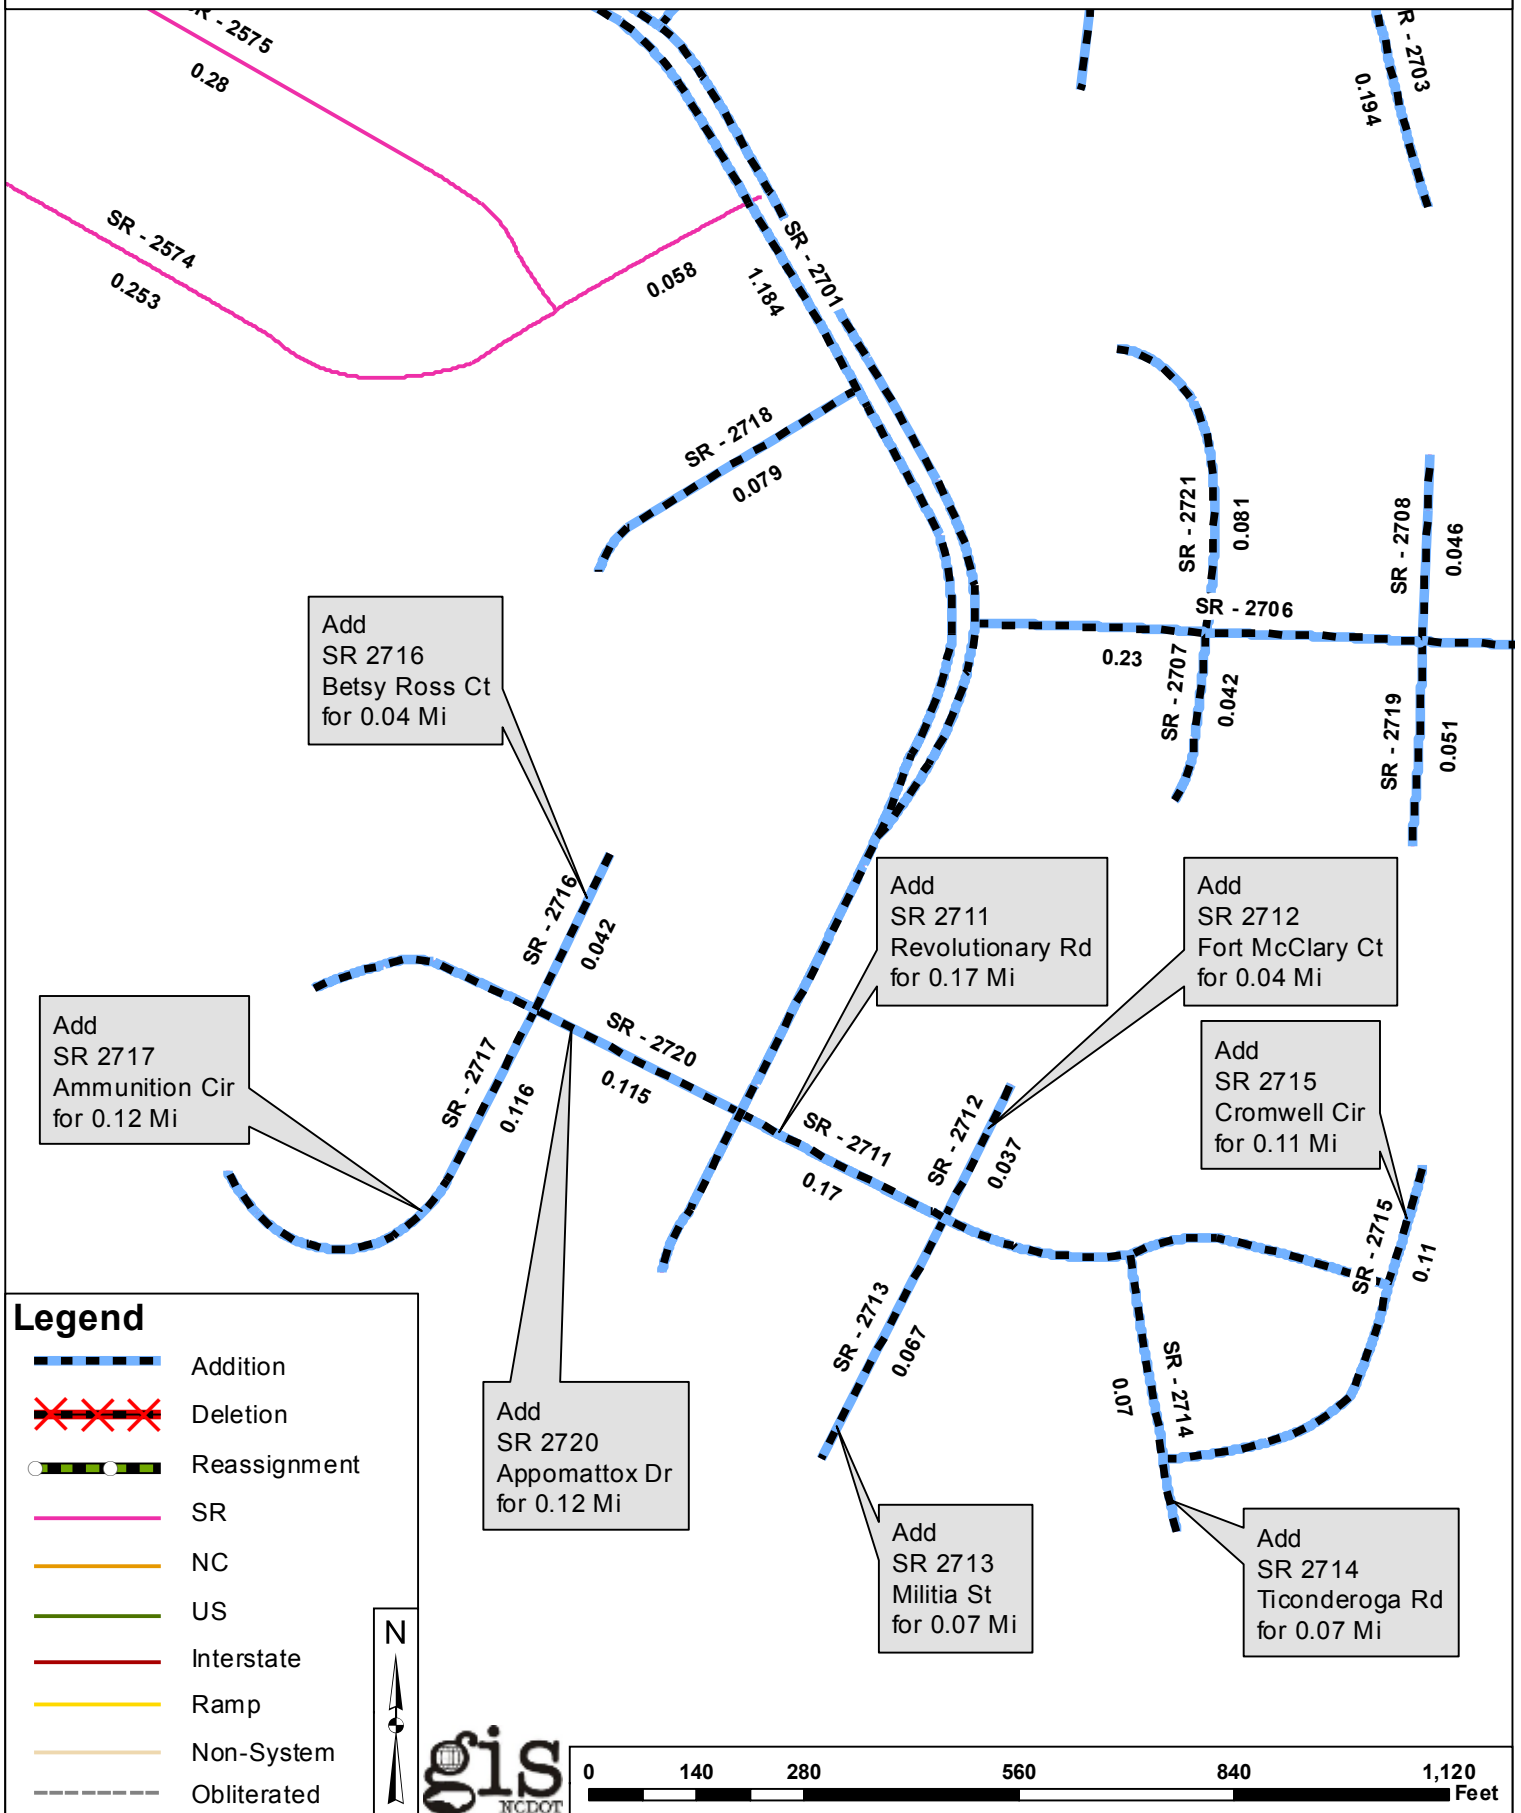 SR - 2575
0.28
R - 2703
0.194
SR - 2574
0.253
0.058
SR - 2701
1.184
SR - 2718
0.079
SR - 2721
0.081
SR - 2708
0.046
SR - 2706
0.23
SR - 2707
0.042
SR - 2719
0.051
Add
SR 2716
Betsy Ross Ct
for 0.04 Mi
SR - 2716
0.042
Add
SR 2711
Revolutionary Rd
for 0.17 Mi
Add
SR 2712
Fort McClary Ct
for 0.04 Mi
Add
SR 2717
Ammunition Cir
for 0.12 Mi
SR - 2717
0.116
SR - 2720
0.115
SR - 2711
0.17
SR - 2712
0.037
Add
SR 2715
Cromwell Cir
for 0.11 Mi
SR - 2715
0.11
SR - 2713
0.067
SR - 2714
0.07
Add
SR 2720
Appomattox Dr
for 0.12 Mi
Add
SR 2713
Militia St
for 0.07 Mi
Add
SR 2714
Ticonderoga Rd
for 0.07 Mi
Legend
Addition
Deletion
Reassignment
SR
NC
US
Interstate
Ramp
Non-System
Obliterated
N
gis
NCDOT
0 140 280 560 840 1,120
Feet